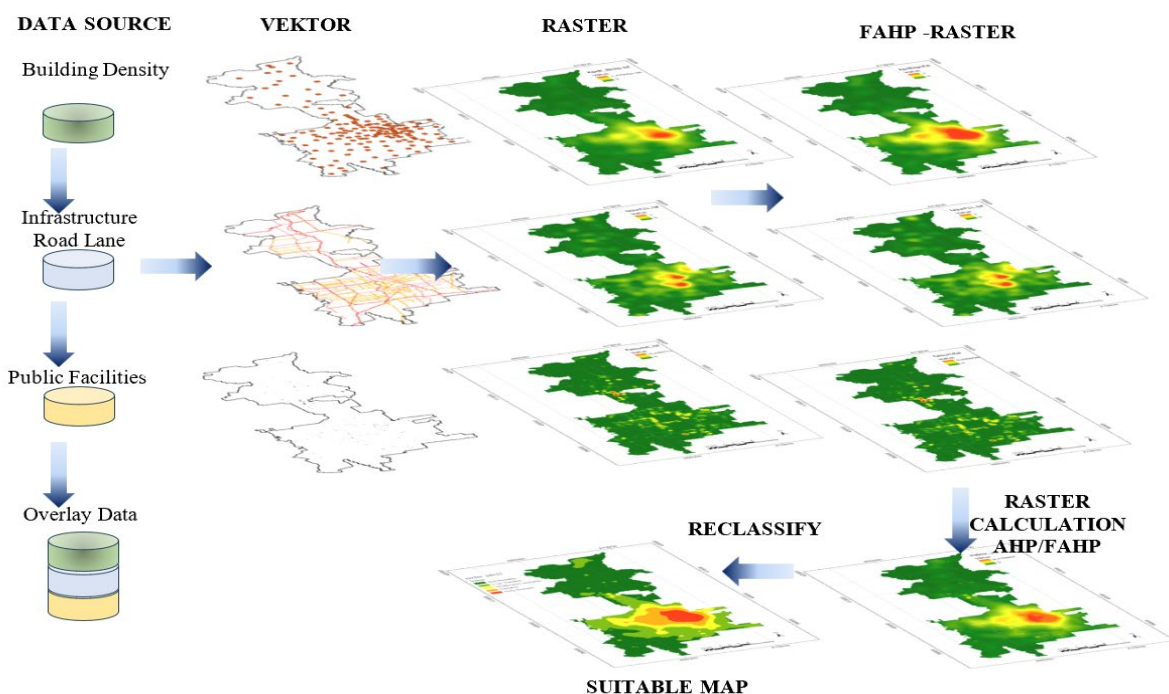 DATA SOURCE
VEKTOR
RASTER
FAHP -RASTER
Building Density
Infrastructure
Road Lane
Public Facilities
Overlay Data
RECLASSIFY
RASTER
CALCULATION
AHP/FAHP
SUITABLE MAP